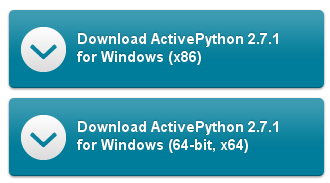 Download ActivePython 2.7.1
for Windows (x86)
Download ActivePython 2.7.1
for Windows (64-bit, x64)